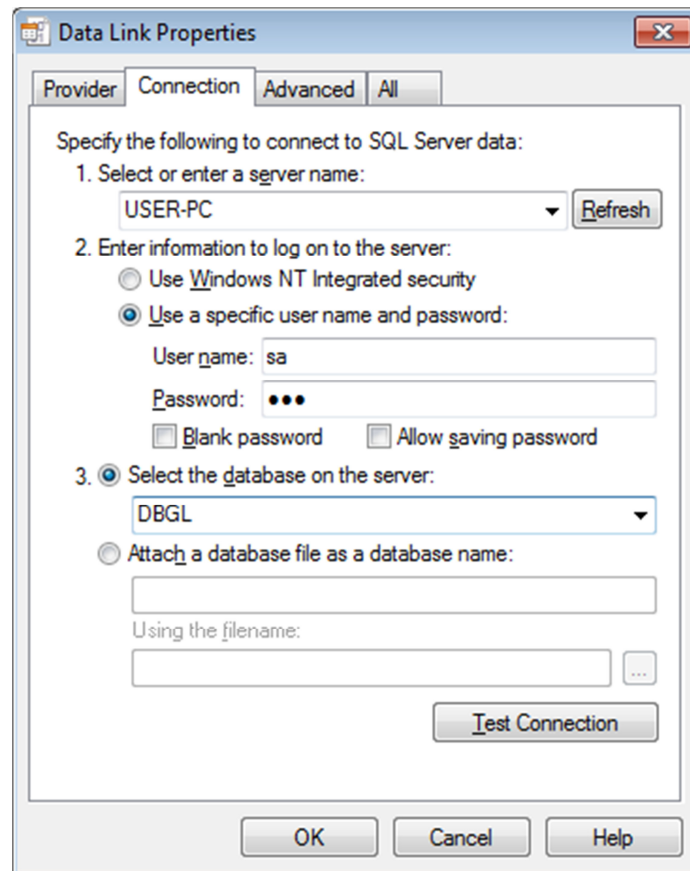 Data Link Properties
Provider Connection Advanced All
Specify the following to connect to SQL Server data:
1. Select or enter a server name:
USER-PC Refresh
2. Enter information to log on to the server:
Use Windows NT Integrated security
Use a specific user name and password:
User name: sa
Password: ●●●
Blank password Allow saving password
3. Select the database on the server:
DBGL
Attach a database file as a database name:
Using the filename:
...
Test Connection
OK Cancel Help